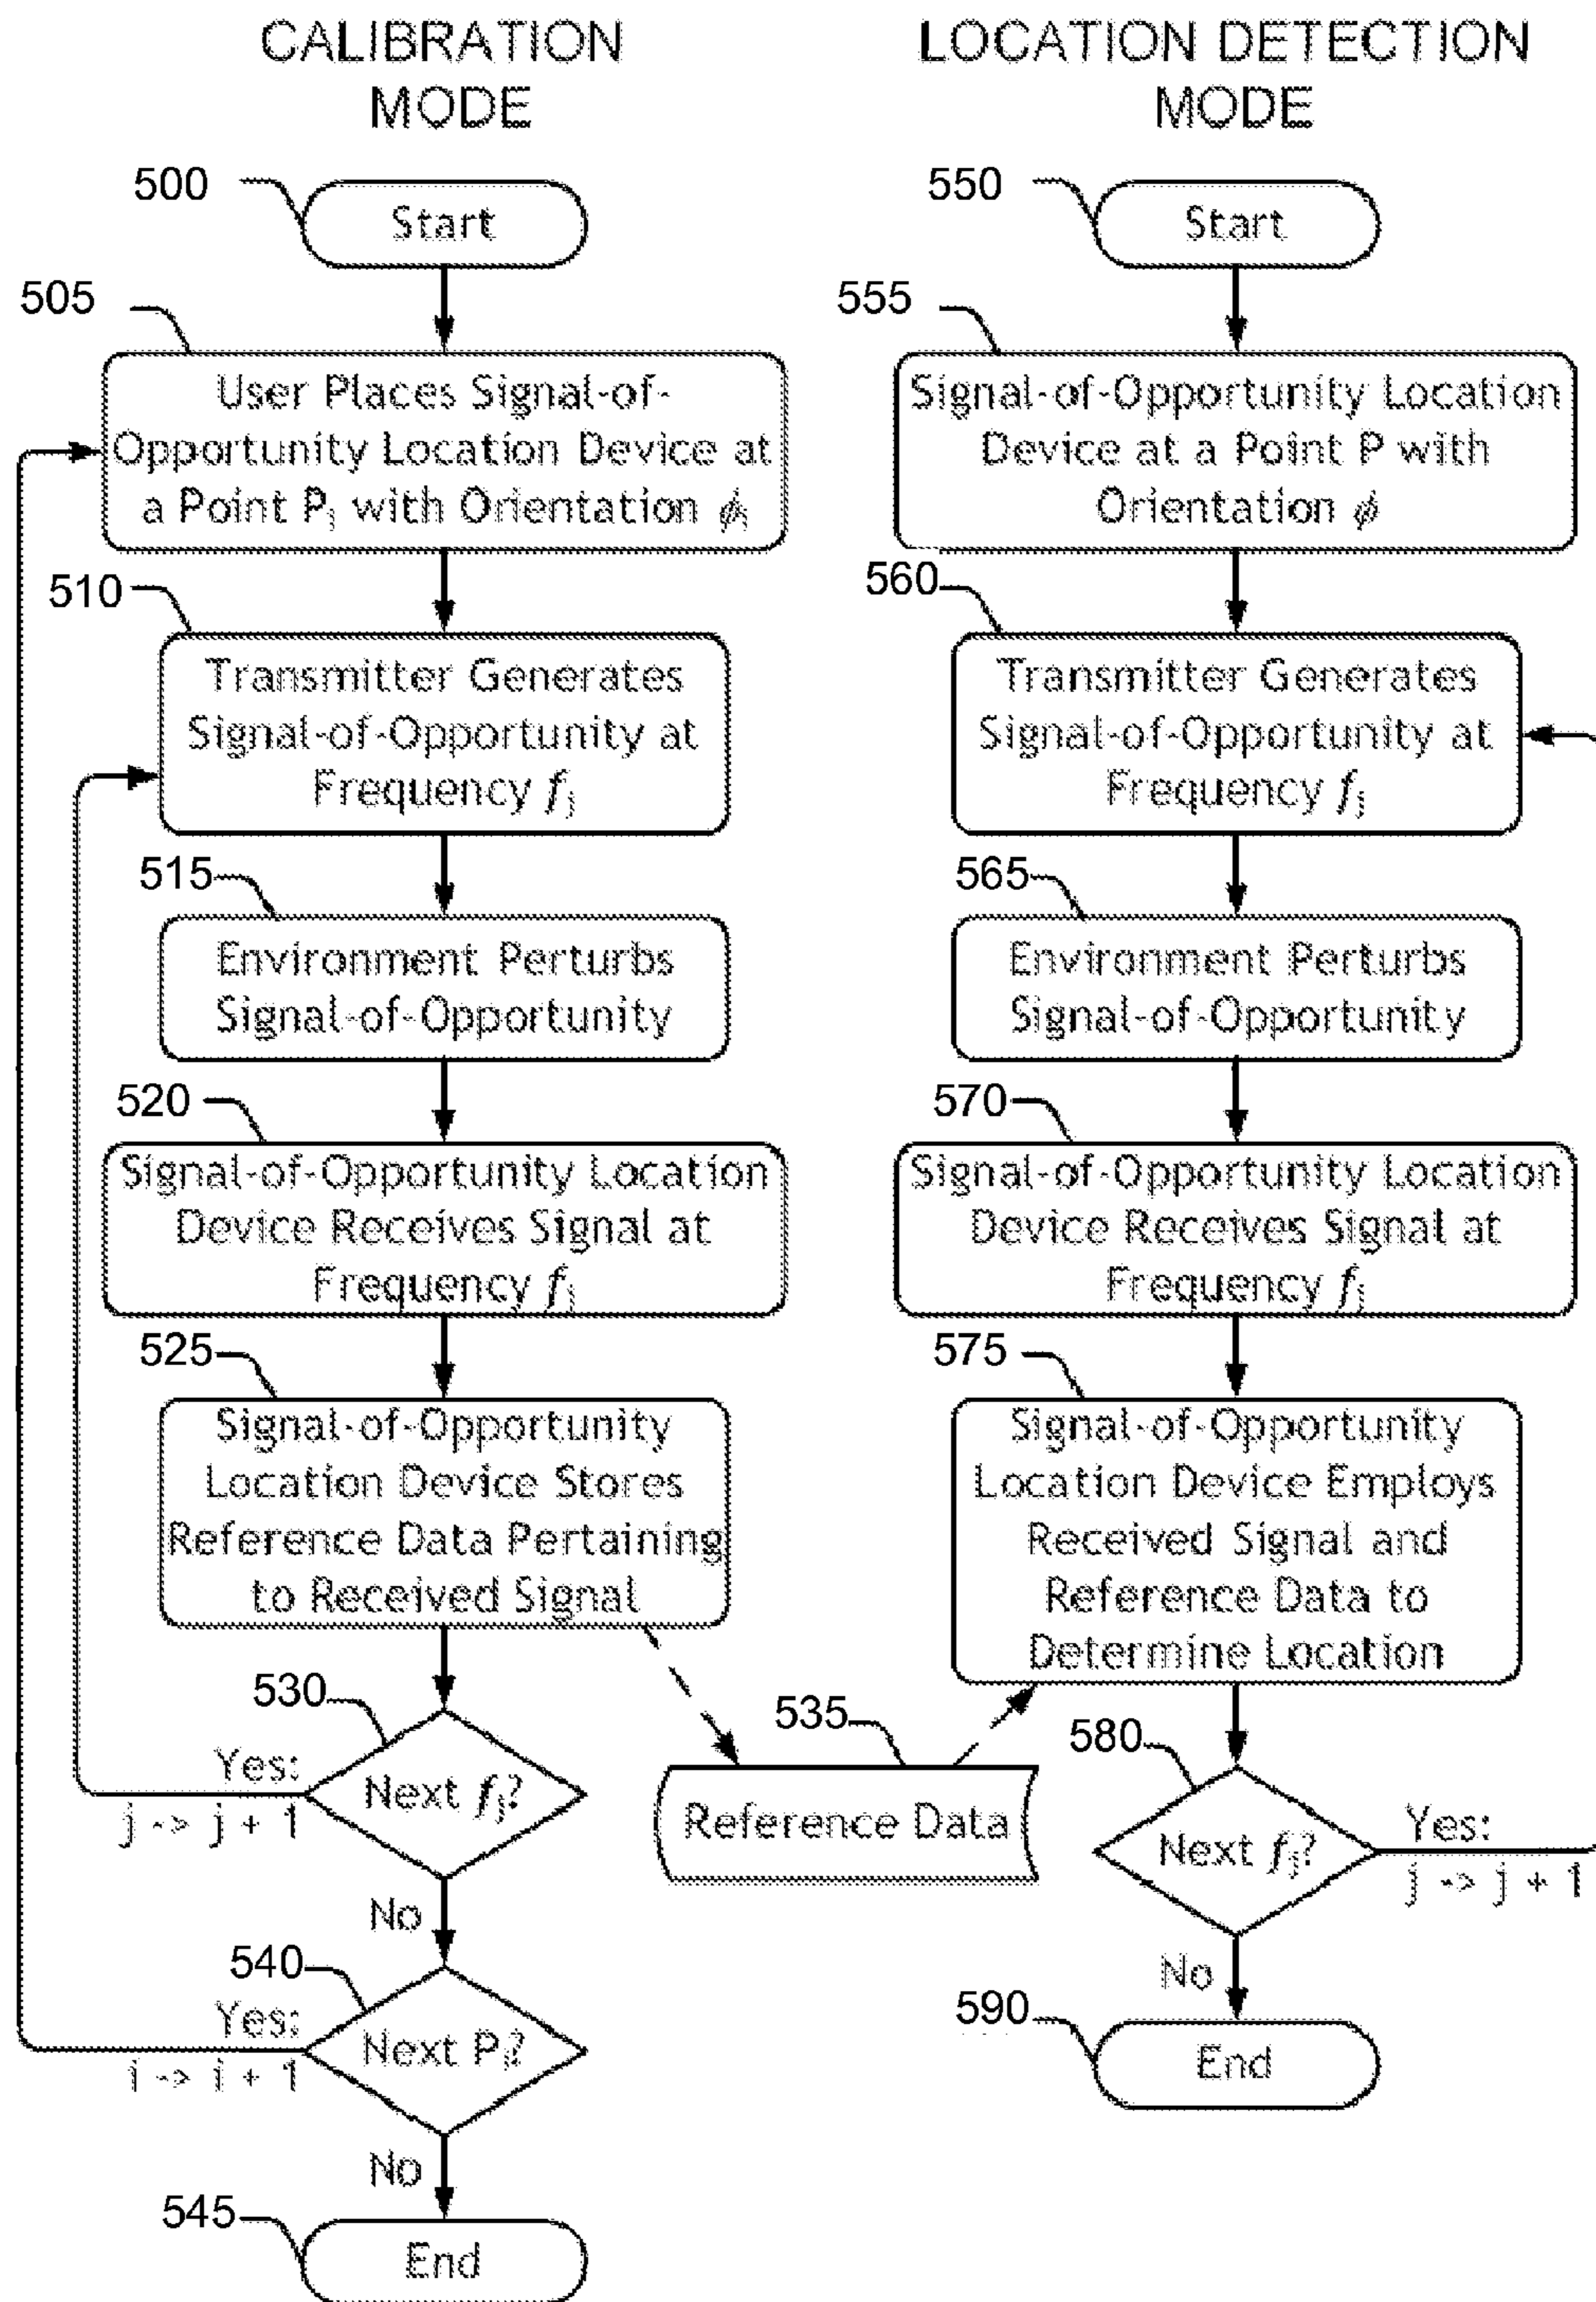 CALIBRATION
MODE
500
Start
505
User Places Signal-of-
Opportunity Location Device at
a Point Pi with Orientation ϕi
510
Transmitter Generates
Signal-of-Opportunity at
Frequency fj
515
Environment Perturbs
Signal-of-Opportunity
520
Signal-of-Opportunity Location
Device Receives Signal at
Frequency fj
525
Signal-of-Opportunity
Location Device Stores
Reference Data Pertaining
to Received Signal
530
Next fj?
Yes:
j -> j + 1
No
540
Next Pi?
Yes:
i -> i + 1
No
545
End
535
Reference Data
LOCATION DETECTION
MODE
550
Start
555
Signal-of-Opportunity Location
Device at a Point P with
Orientation ϕ
560
Transmitter Generates
Signal-of-Opportunity at
Frequency fj
565
Environment Perturbs
Signal-of-Opportunity
570
Signal-of-Opportunity Location
Device Receives Signal at
Frequency fj
575
Signal-of-Opportunity
Location Device Employs
Received Signal and
Reference Data to
Determine Location
580
Next fj?
Yes:
j -> j + 1
No
590
End